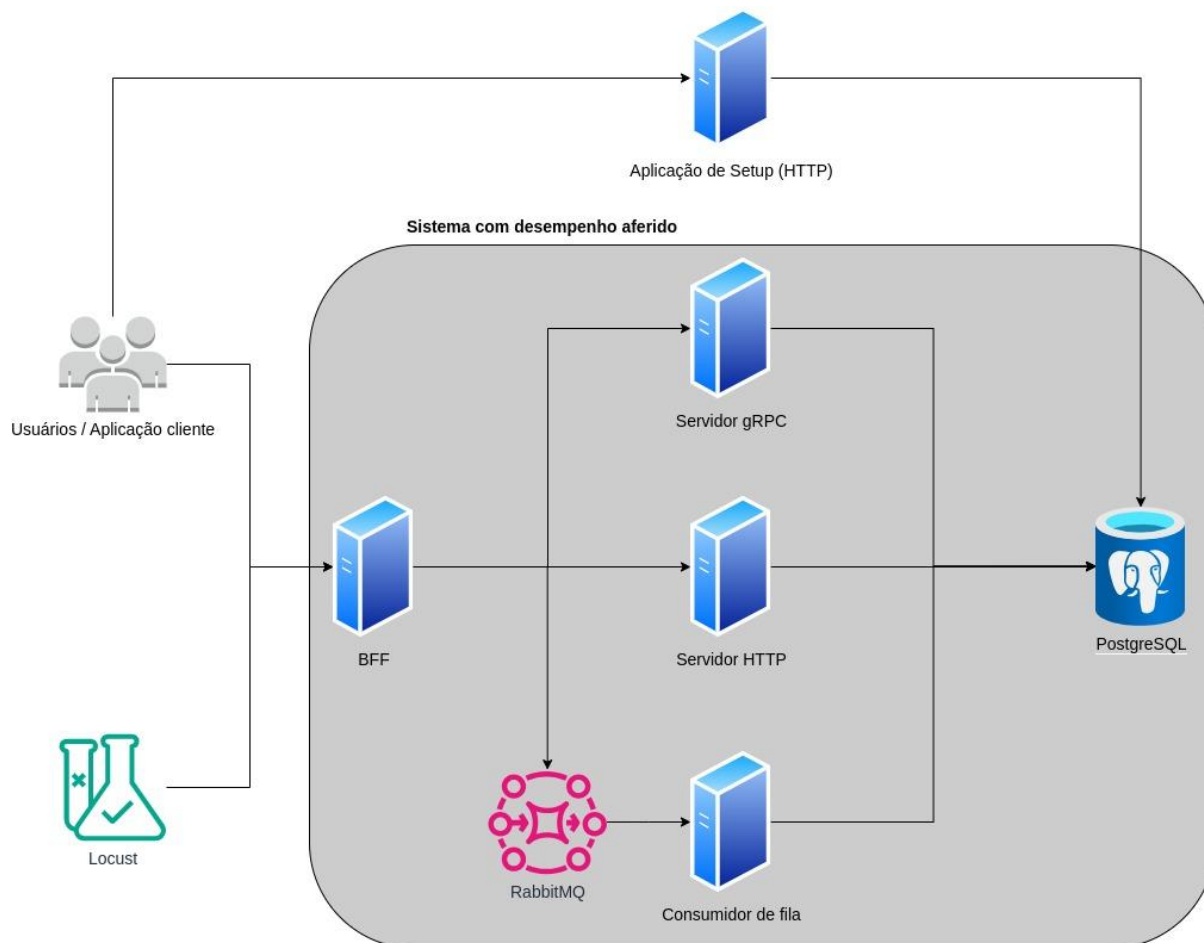 Aplicação de Setup (HTTP)
Sistema com desempenho aferido
Servidor gRPC
Usuários / Aplicação cliente
BFF
Servidor HTTP
PostgreSQL
Locust
RabbitMQ
Consumidor de fila